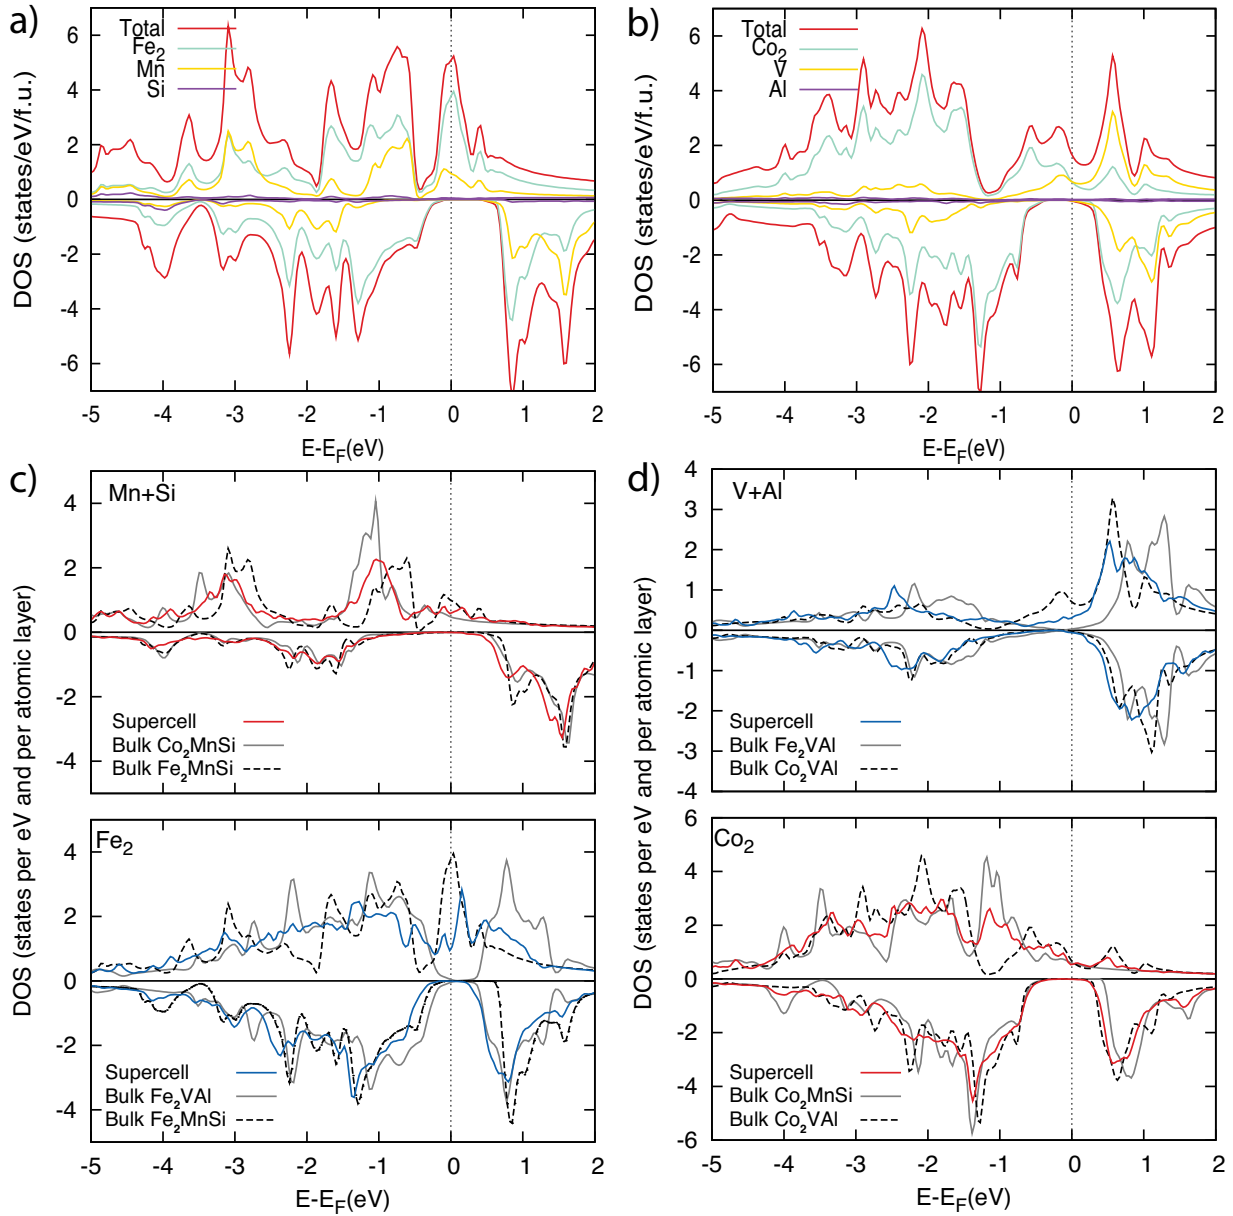 a)
DOS (states/eV/f.u.)
6
4
2
0
-2
-4
-6
Total
Fe2
Mn
Si
-5 -4 -3 -2 -1 0 1 2
E-EF(eV)
b)
DOS (states/eV/f.u.)
6
4
2
0
-2
-4
-6
Total
Co2
V
Al
-5 -4 -3 -2 -1 0 1 2
E-EF(eV)
c)
DOS (states per eV and per atomic layer)
Mn+Si
4
2
0
-2
-4
Supercell
Bulk Co2MnSi
Bulk Fe2MnSi
Fe2
4
2
0
-2
-4
Supercell
Bulk Fe2VAl
Bulk Fe2MnSi
-5 -4 -3 -2 -1 0 1 2
E-EF(eV)
d)
DOS (states per eV and per atomic layer)
V+Al
4
3
2
1
0
-1
-2
-3
-4
Supercell
Bulk Fe2VAl
Bulk Co2VAl
Co2
6
4
2
0
-2
-4
-6
Supercell
Bulk Co2MnSi
Bulk Co2VAl
-5 -4 -3 -2 -1 0 1 2
E-EF(eV)